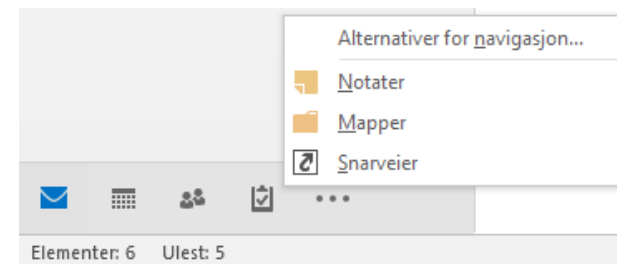 Alternativer for navigasjon...
Notater
Mapper
Snarveier
Elementer: 6 Ulest: 5